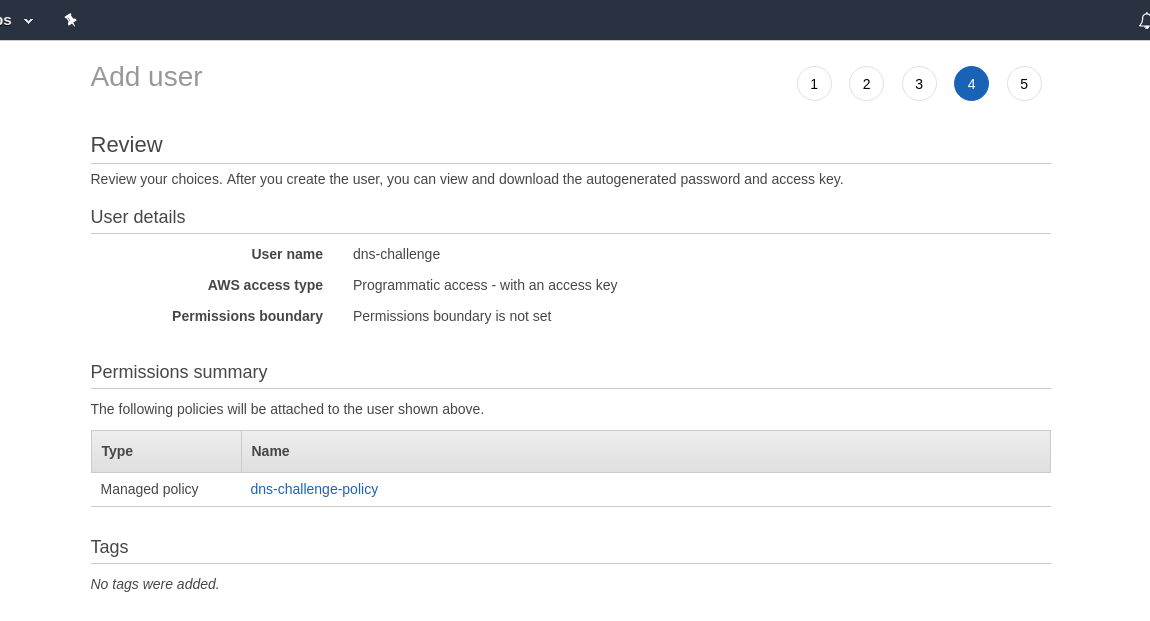 Add user
1 2 3 4 5
Review
Review your choices. After you create the user, you can view and download the autogenerated password and access key.
User details
User name dns-challenge
AWS access type Programmatic access - with an access key
Permissions boundary Permissions boundary is not set
Permissions summary
The following policies will be attached to the user shown above.
Type Name
Managed policy dns-challenge-policy
Tags
No tags were added.